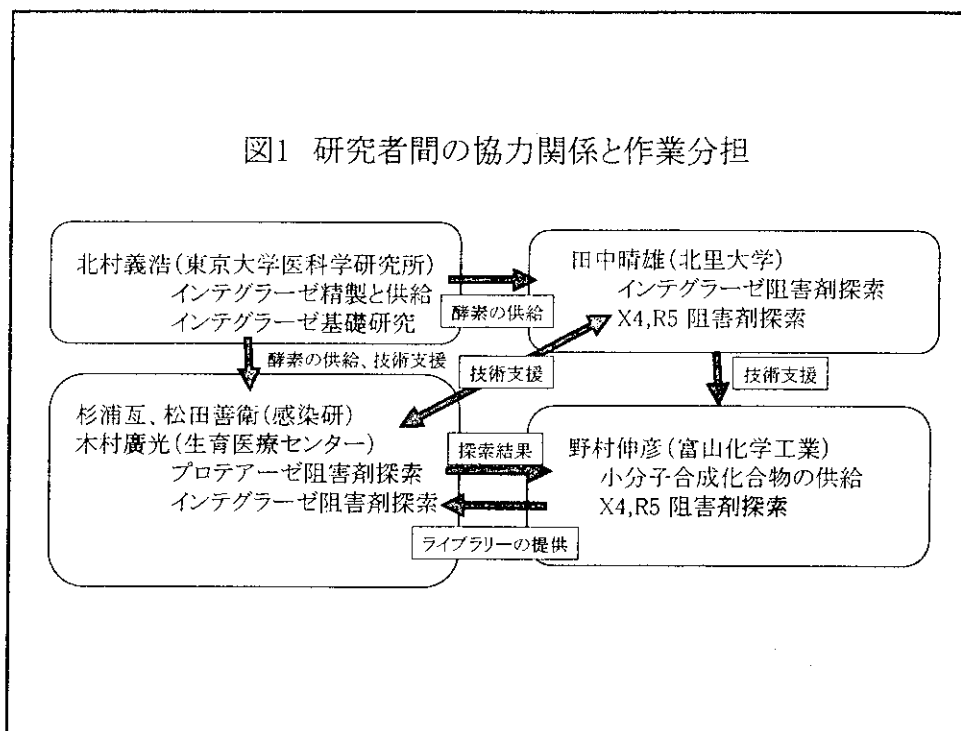 図1 研究者間の協力関係と作業分担
北村義浩(東京大学医科学研究所)
インテグラーゼ精製と供給
インテグラーゼ基礎研究
酵素の供給
田中晴雄(北里大学)
インテグラーゼ阻害剤探索
X4,R5 阻害剤探索
酵素の供給、技術支援
技術支援
技術支援
杉浦亙、松田善衛(感染研)
木村廣光(生育医療センター)
プロテアーゼ阻害剤探索
インテグラーゼ阻害剤探索
探索結果
ライブラリーの提供
野村伸彦(富山化学工業)
小分子合成化合物の供給
X4,R5 阻害剤探索